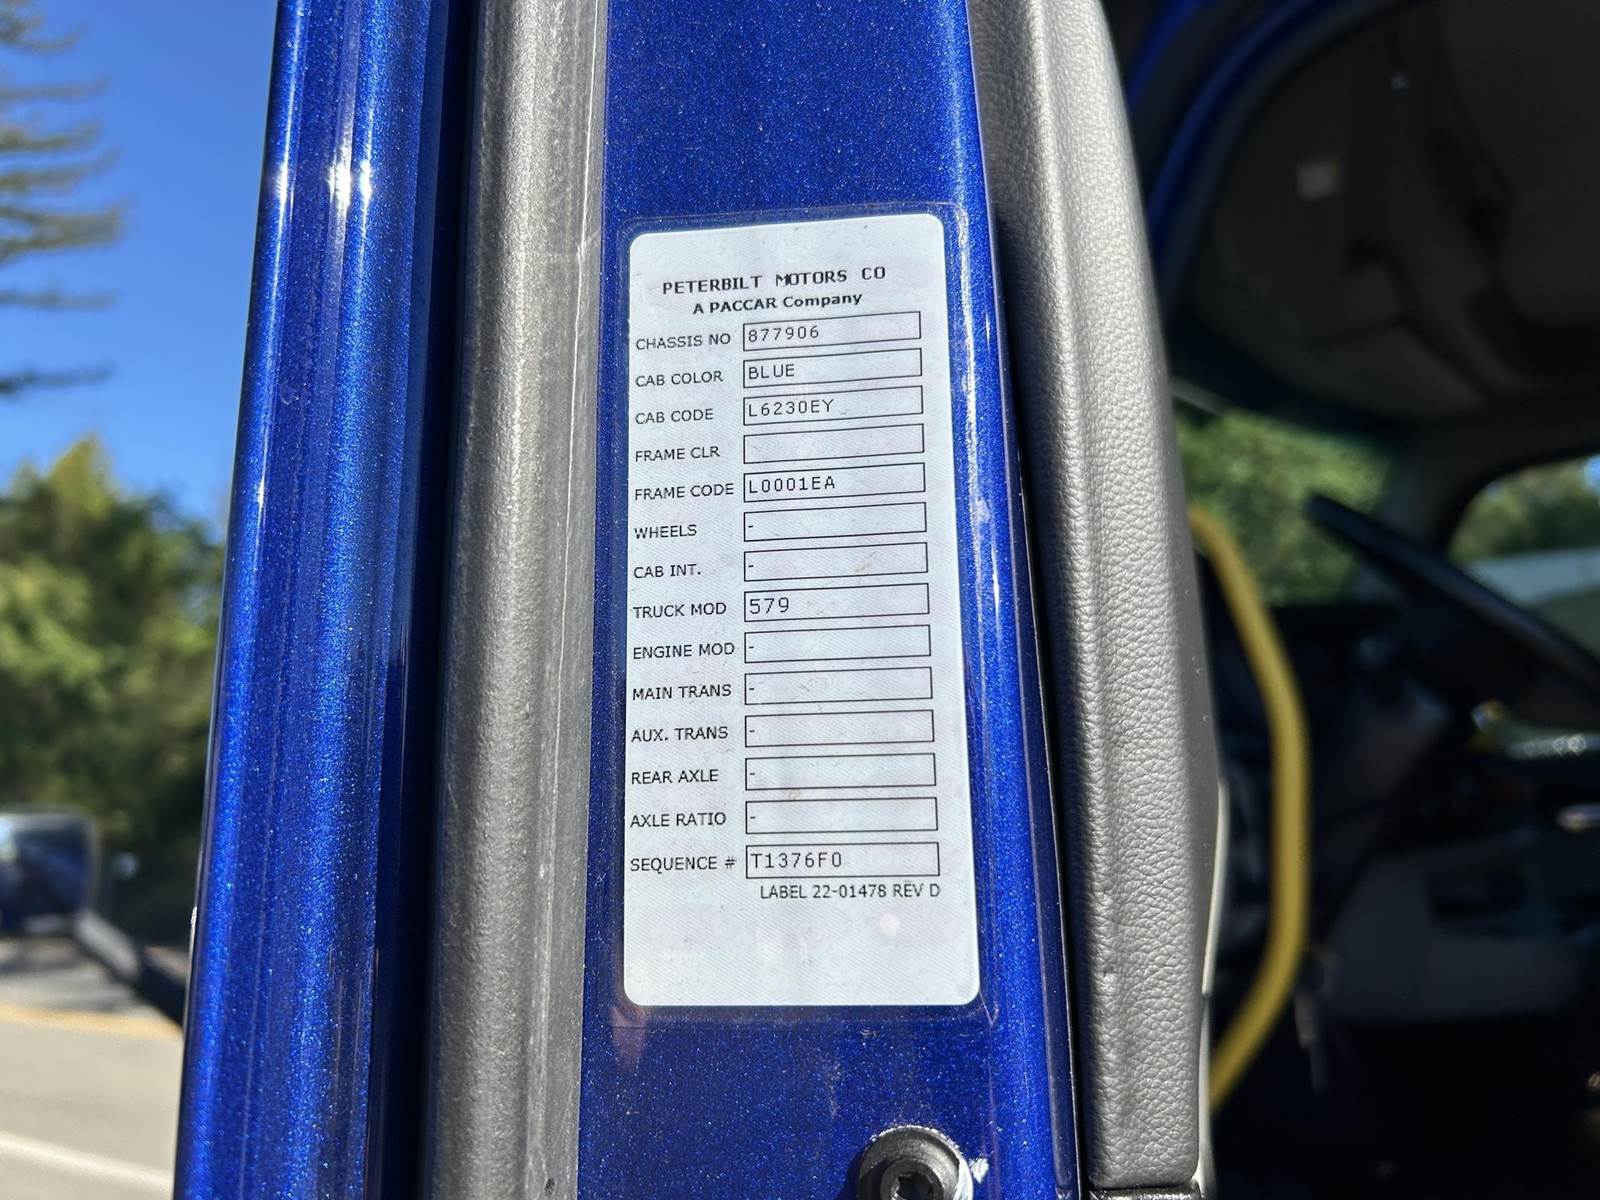 PETERBILT MOTORS CO
A PACCAR Company
CHASSIS NO 877906
CAB COLOR BLUE
CAB CODE L6230EY
FRAME CLR
FRAME CODE L0001EA
WHEELS -
CAB INT. -
TRUCK MOD 579
ENGINE MOD -
MAIN TRANS -
AUX. TRANS -
REAR AXLE -
AXLE RATIO -
SEQUENCE # T1376F0
LABEL 22-01478 REV D